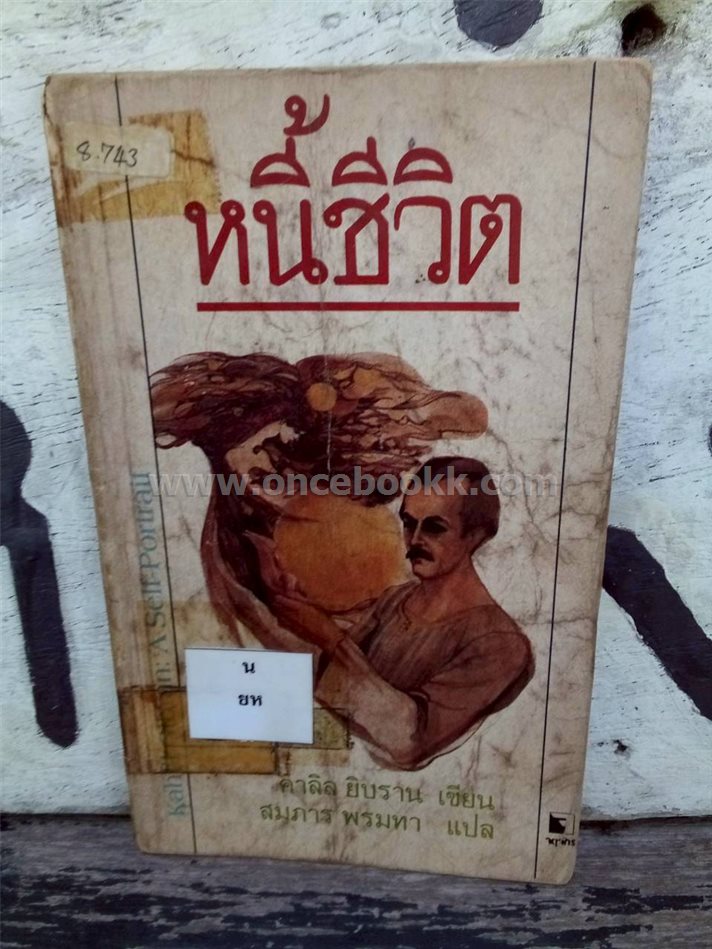 8.743
หนี้ชีวิต
www.oncebookk.com
A Self-Portrait
น
ยห
คาลิล ยิบราน เขียน
สมภาร พรมทา แปล